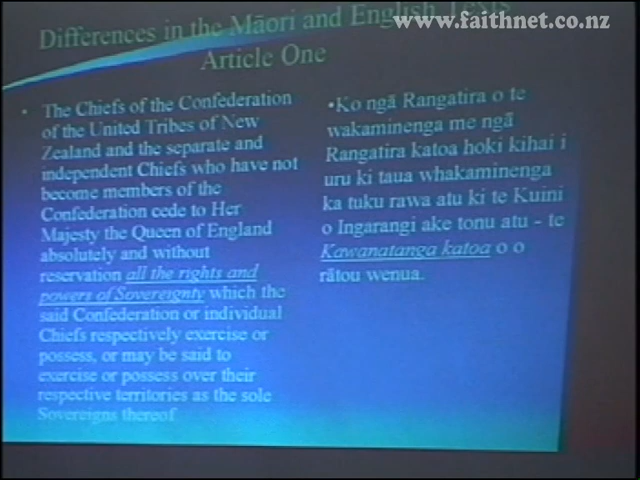 www.faithnet.co.nz
Differences in the Māori and English Texts
Article One
• The Chiefs of the Confederation
of the United Tribes of New
Zealand and the separate and
independent Chiefs who have not
become members of the
Confederation cede to Her
Majesty the Queen of England
absolutely and without
reservation all the rights and
powers of Sovereignty which the
said Confederation or individual
Chiefs respectively exercise or
possess, or may be said to
exercise or possess over their
respective territories as the sole
Sovereigns thereof
•Ko ngā Rangatira o te
wakaminenga me ngā
Rangatira katoa hoki kihai i
uru ki taua whakaminenga
ka tuku rawa atu ki te Kuini
o Ingarangi ake tonu atu - te
Kawanatanga katoa o o
rātou wenua.